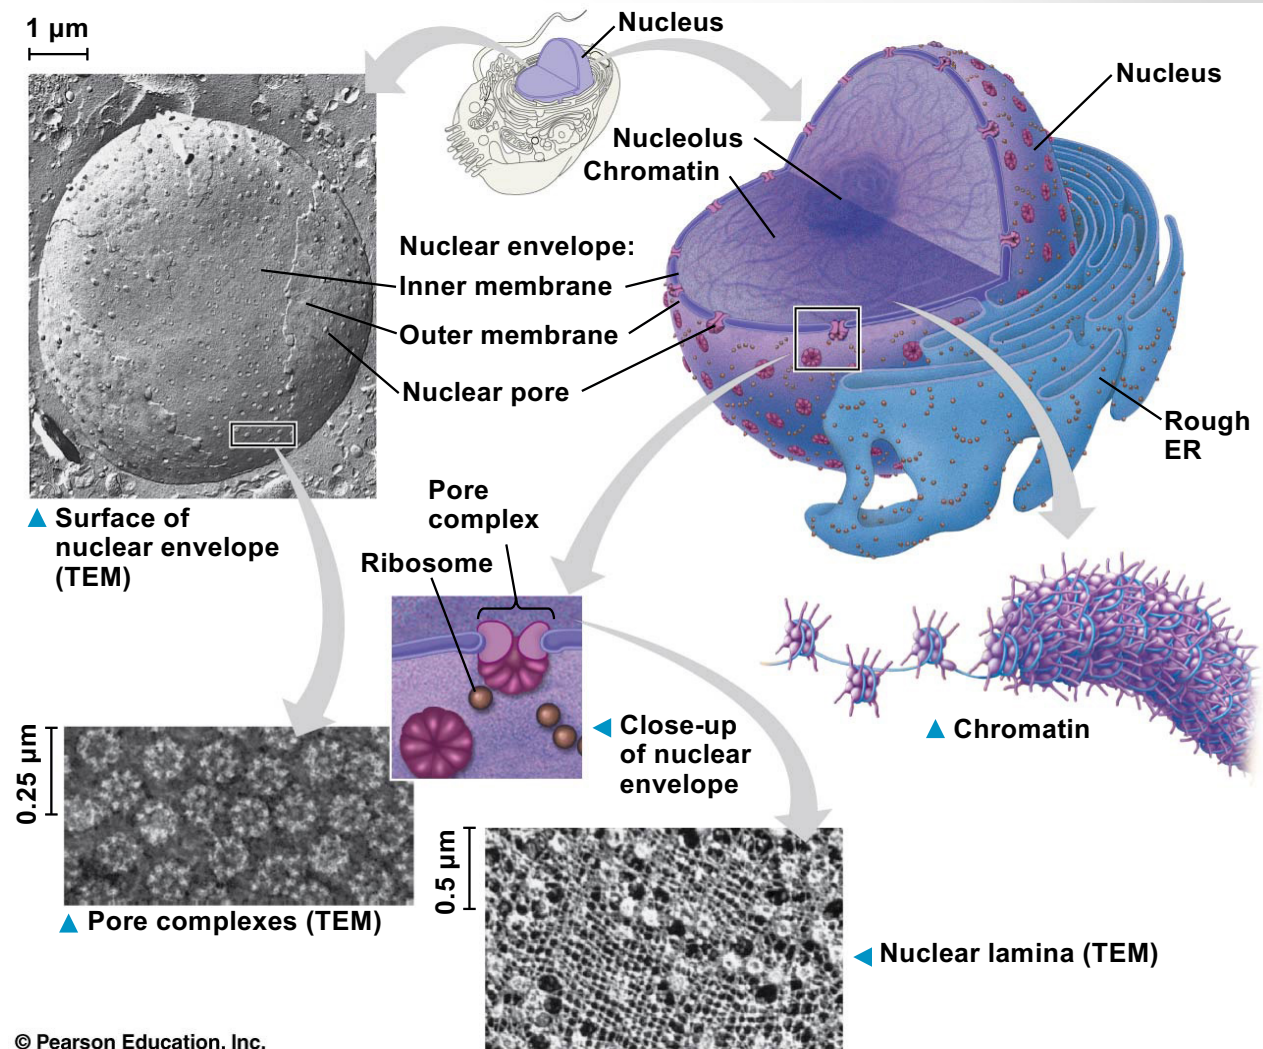 1 μm
Nucleus
Nucleus
Nucleolus
Chromatin
Nuclear envelope:
Inner membrane
Outer membrane
Nuclear pore
Rough
ER
Surface of
nuclear envelope
(TEM)
Pore
complex
Ribosome
Close-up
of nuclear
envelope
Chromatin
0.25 μm
Pore complexes (TEM)
0.5 μm
Nuclear lamina (TEM)
© Pearson Education, Inc.